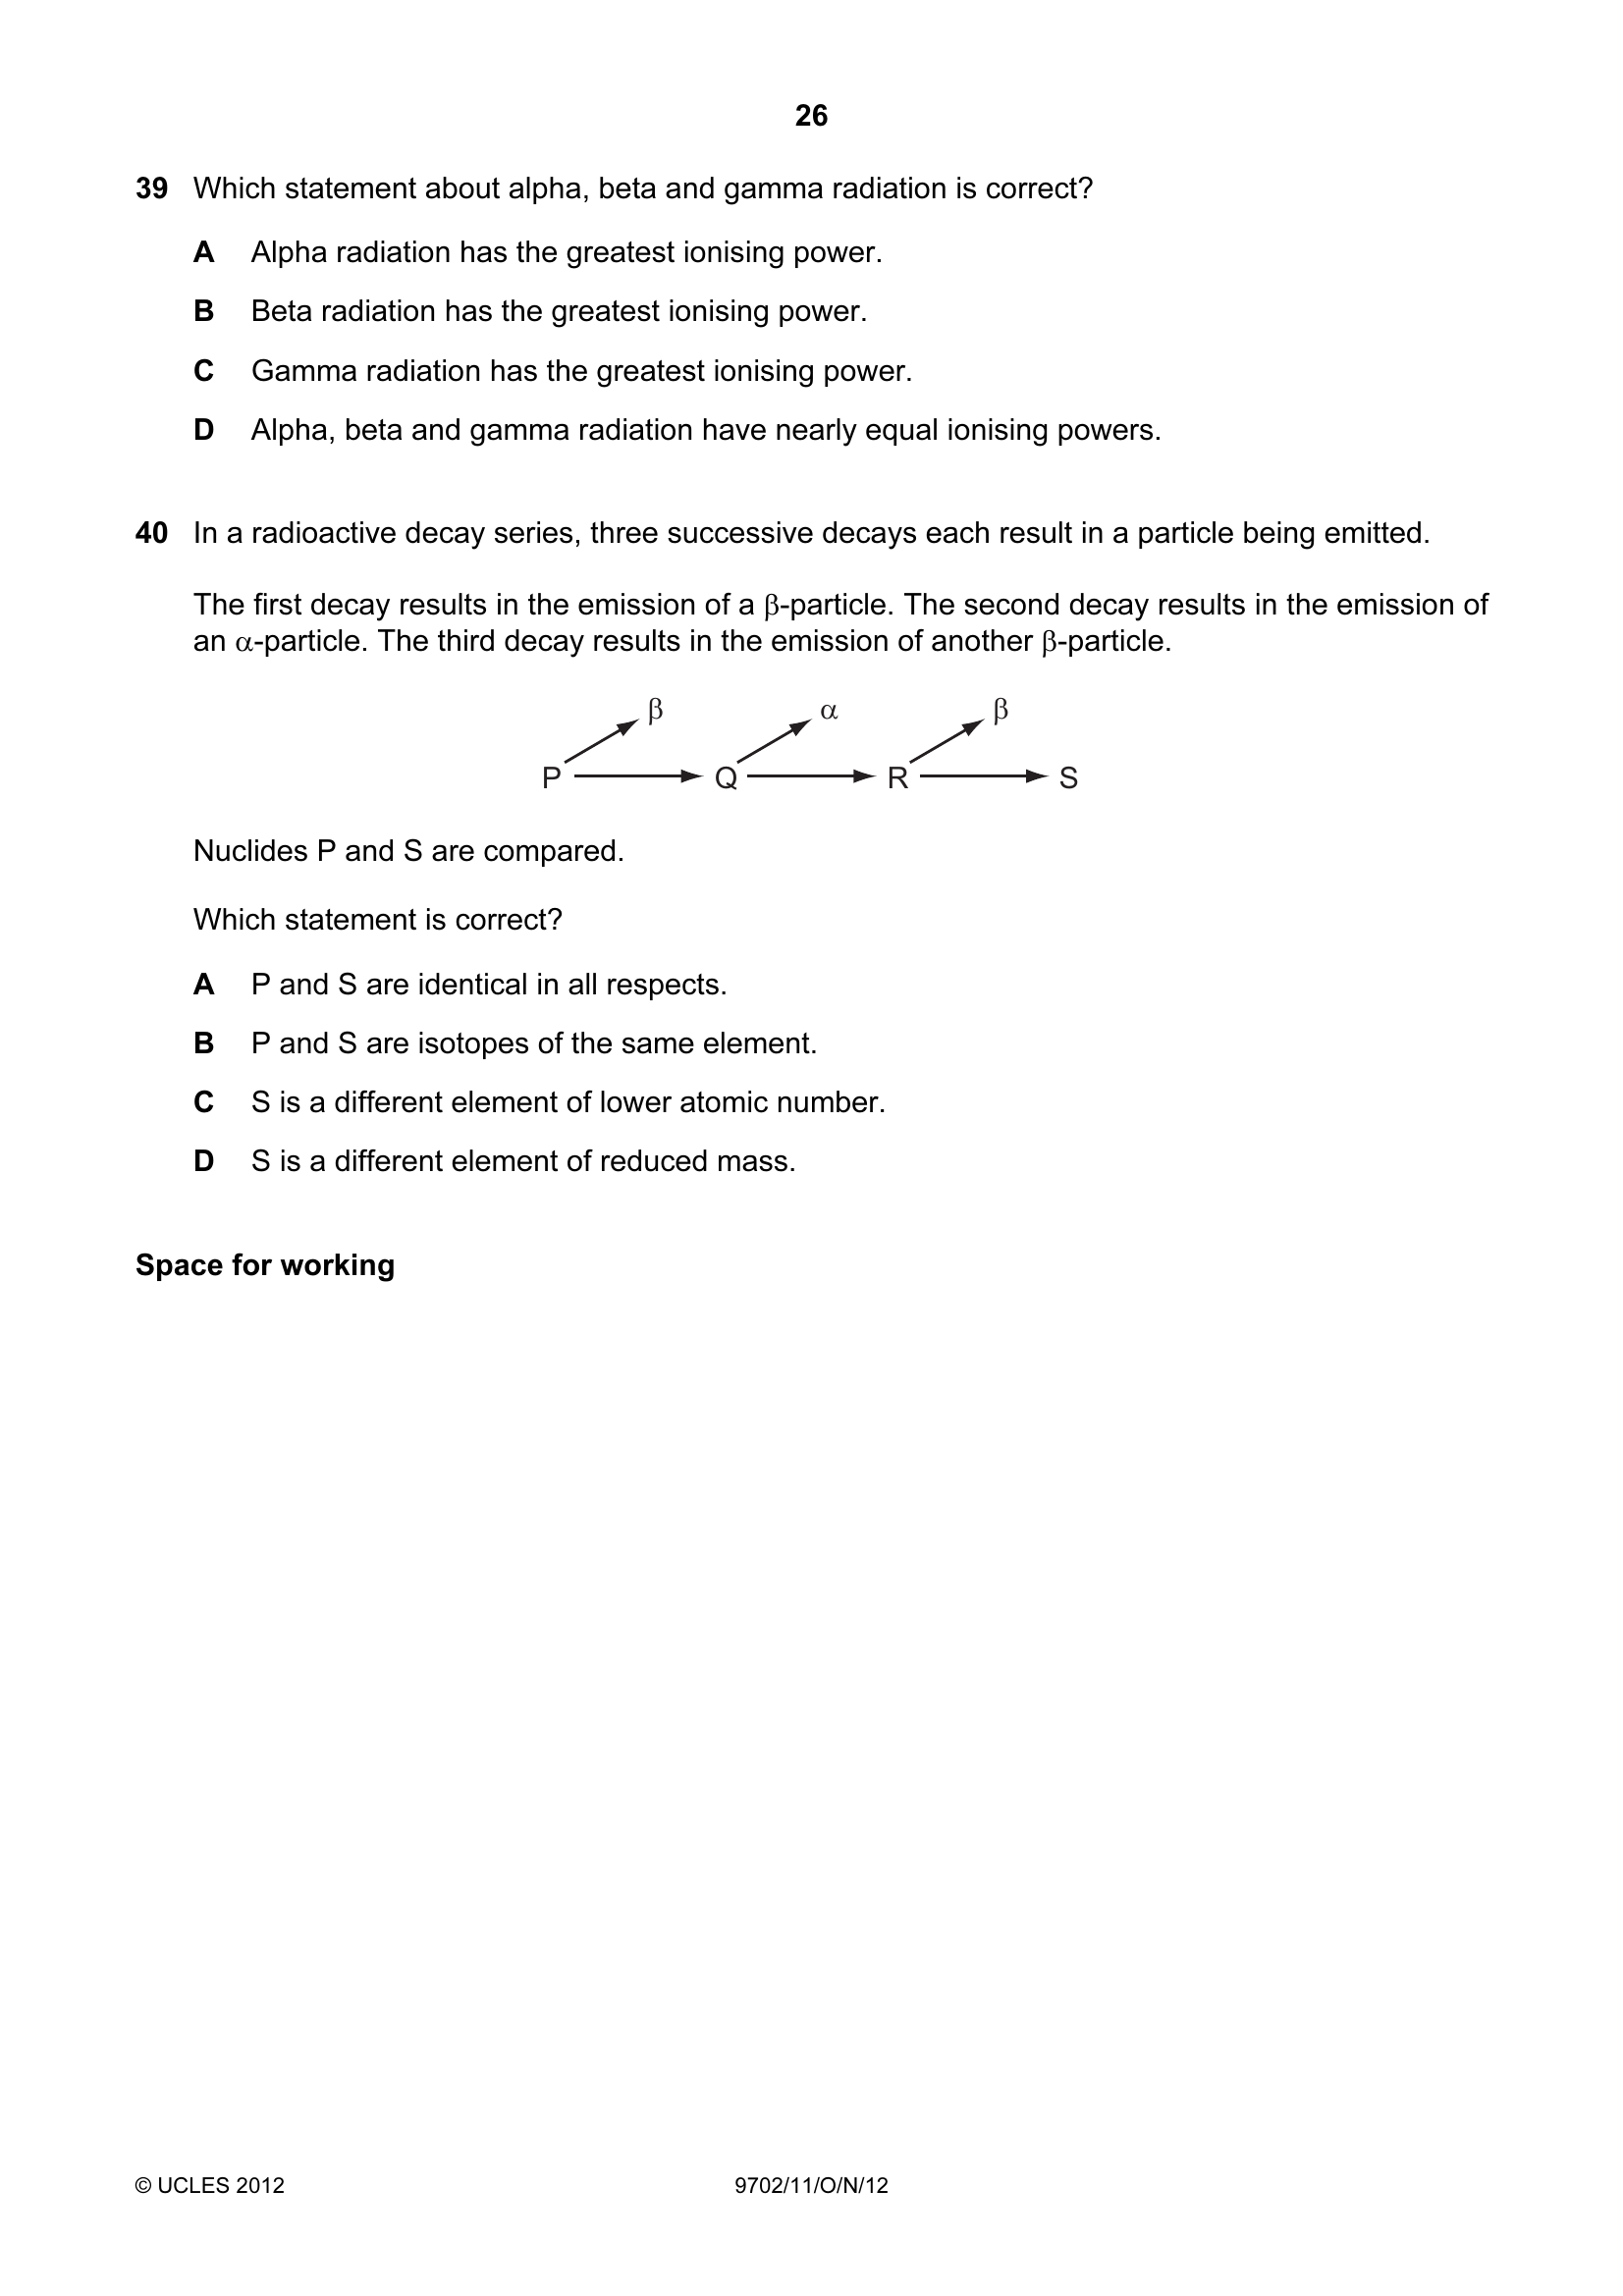 26
39 Which statement about alpha, beta and gamma radiation is correct?
A Alpha radiation has the greatest ionising power.
B Beta radiation has the greatest ionising power.
C Gamma radiation has the greatest ionising power.
D Alpha, beta and gamma radiation have nearly equal ionising powers.
40 In a radioactive decay series, three successive decays each result in a particle being emitted.
The first decay results in the emission of a β-particle. The second decay results in the emission of
an α-particle. The third decay results in the emission of another β-particle.
β α β
P Q R S
Nuclides P and S are compared.
Which statement is correct?
A P and S are identical in all respects.
B P and S are isotopes of the same element.
C S is a different element of lower atomic number.
D S is a different element of reduced mass.
Space for working
© UCLES 2012 9702/11/O/N/12